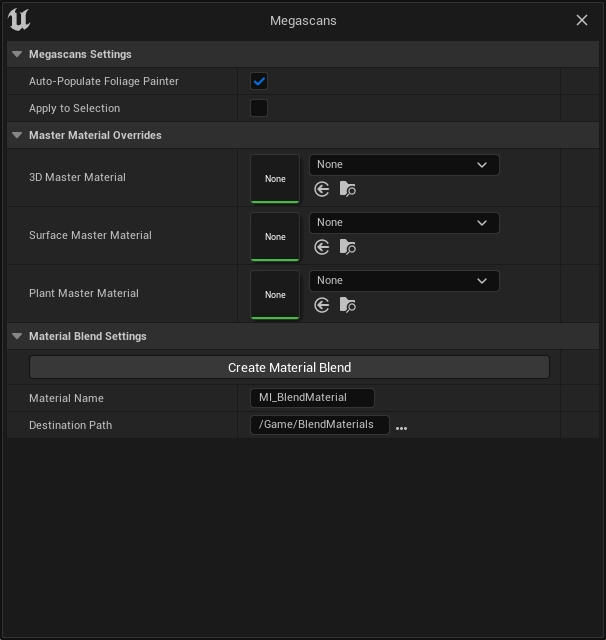 Megascans
Megascans Settings
Auto-Populate Foliage Painter
Apply to Selection
Master Material Overrides
3D Master Material
None
None
Surface Master Material
None
None
Plant Master Material
None
None
Material Blend Settings
Create Material Blend
Material Name
MI_BlendMaterial
Destination Path
/Game/BlendMaterials
...